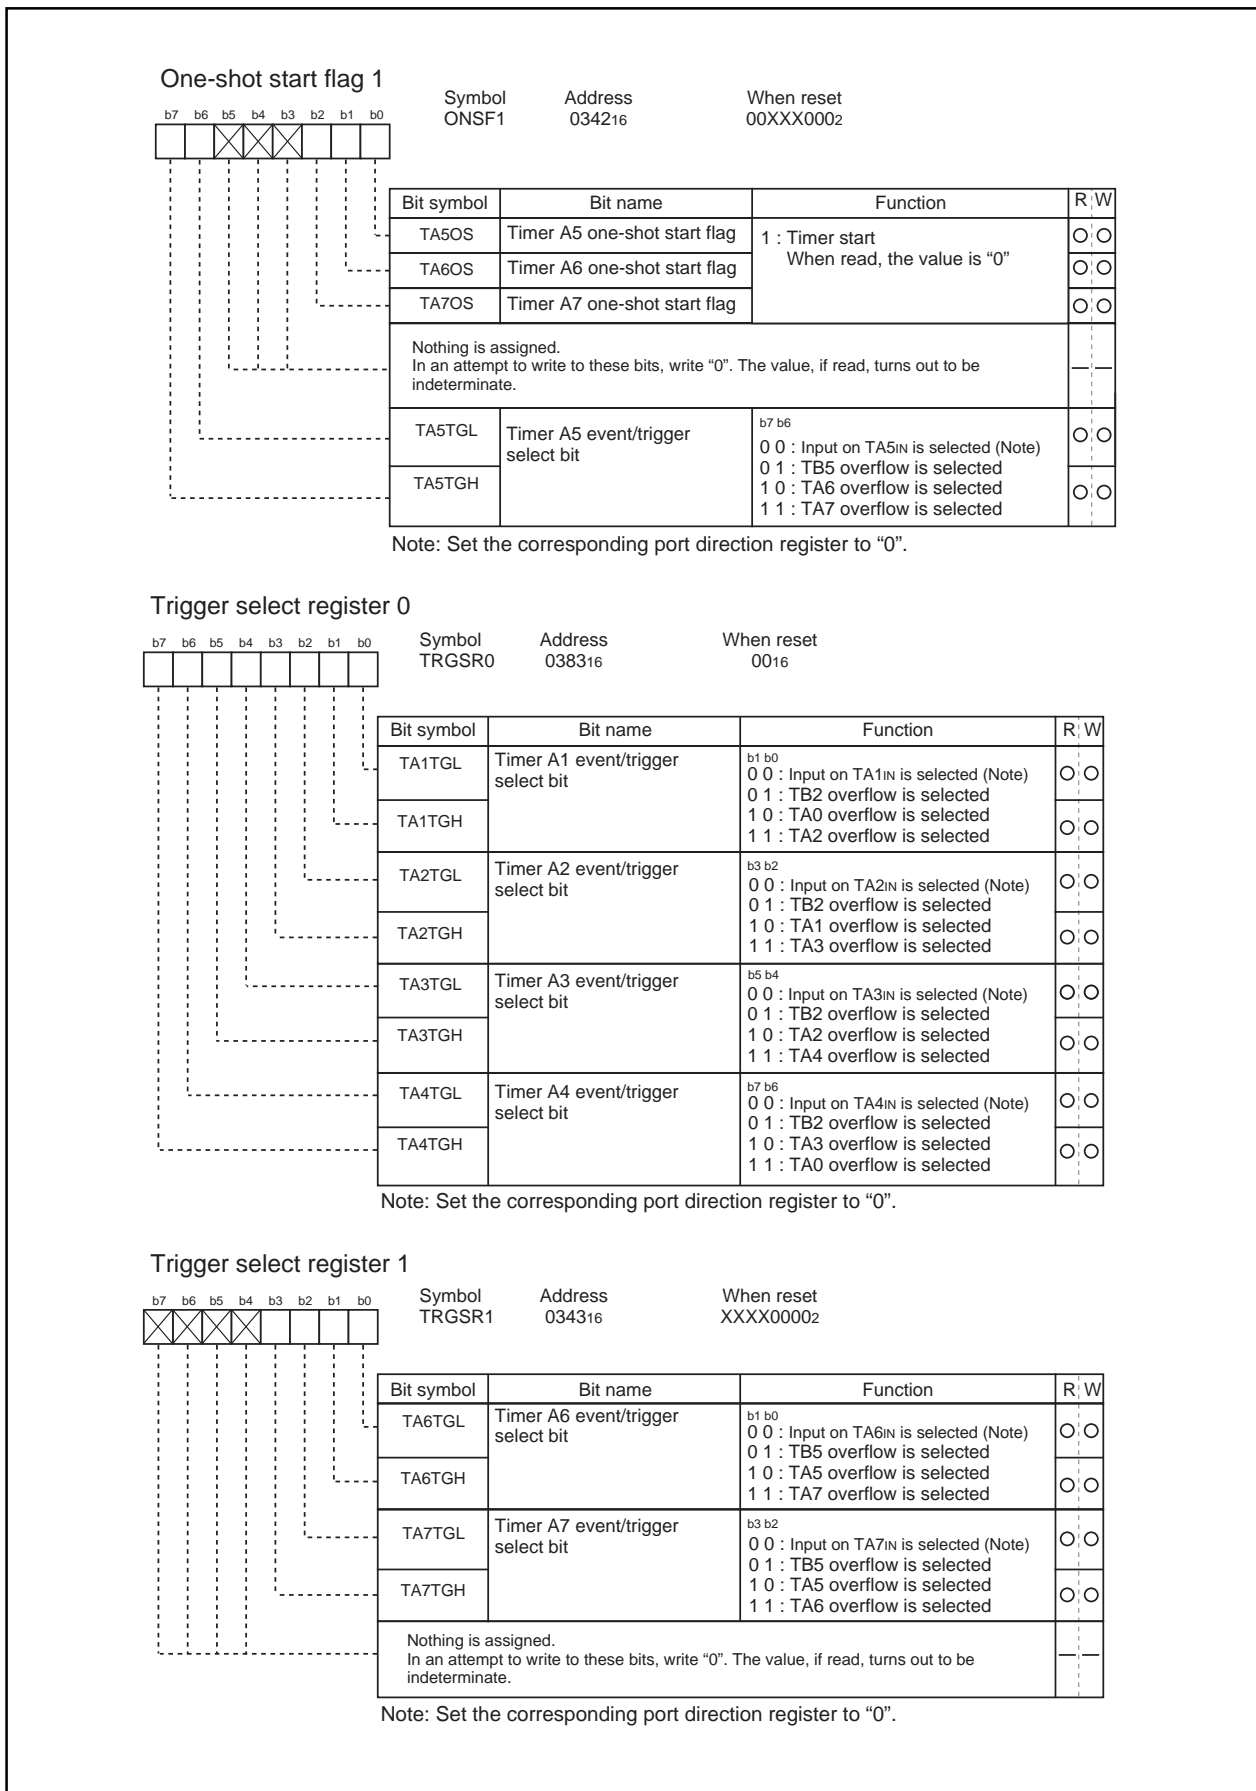 One-shot start flag 1
Symbol Address When reset
b7 b6 b5 b4 b3 b2 b1 b0
ONSF1 034216 00XXX0002
Bit symbol Bit name Function R W
TA5OS Timer A5 one-shot start flag 1 : Timer start
When read, the value is “0”
TA6OS Timer A6 one-shot start flag
TA7OS Timer A7 one-shot start flag
Nothing is assigned.
In an attempt to write to these bits, write “0”. The value, if read, turns out to be
indeterminate.
TA5TGL Timer A5 event/trigger
select bit
b7 b6
0 0 : Input on TA5IN is selected (Note)
0 1 : TB5 overflow is selected
TA5TGH 1 0 : TA6 overflow is selected
1 1 : TA7 overflow is selected
Note: Set the corresponding port direction register to “0”.
Trigger select register 0
b7 b6 b5 b4 b3 b2 b1 b0
Symbol Address When reset
TRGSR0 038316 0016
Bit symbol Bit name Function R W
TA1TGL Timer A1 event/trigger
select bit
b1 b0
0 0 : Input on TA1IN is selected (Note)
0 1 : TB2 overflow is selected
TA1TGH 1 0 : TA0 overflow is selected
1 1 : TA2 overflow is selected
TA2TGL Timer A2 event/trigger
select bit
b3 b2
0 0 : Input on TA2IN is selected (Note)
0 1 : TB2 overflow is selected
TA2TGH 1 0 : TA1 overflow is selected
1 1 : TA3 overflow is selected
TA3TGL Timer A3 event/trigger
select bit
b5 b4
0 0 : Input on TA3IN is selected (Note)
0 1 : TB2 overflow is selected
TA3TGH 1 0 : TA2 overflow is selected
1 1 : TA4 overflow is selected
TA4TGL Timer A4 event/trigger
select bit
b7 b6
0 0 : Input on TA4IN is selected (Note)
0 1 : TB2 overflow is selected
TA4TGH 1 0 : TA3 overflow is selected
1 1 : TA0 overflow is selected
Note: Set the corresponding port direction register to “0”.
Trigger select register 1
b7 b6 b5 b4 b3 b2 b1 b0
Symbol Address When reset
TRGSR1 034316 XXXX00002
Bit symbol Bit name Function R W
TA6TGL Timer A6 event/trigger
select bit
b1 b0
0 0 : Input on TA6IN is selected (Note)
0 1 : TB5 overflow is selected
TA6TGH 1 0 : TA5 overflow is selected
1 1 : TA7 overflow is selected
TA7TGL Timer A7 event/trigger
select bit
b3 b2
0 0 : Input on TA7IN is selected (Note)
0 1 : TB5 overflow is selected
TA7TGH 1 0 : TA5 overflow is selected
1 1 : TA6 overflow is selected
Nothing is assigned.
In an attempt to write to these bits, write “0”. The value, if read, turns out to be
indeterminate.
Note: Set the corresponding port direction register to “0”.